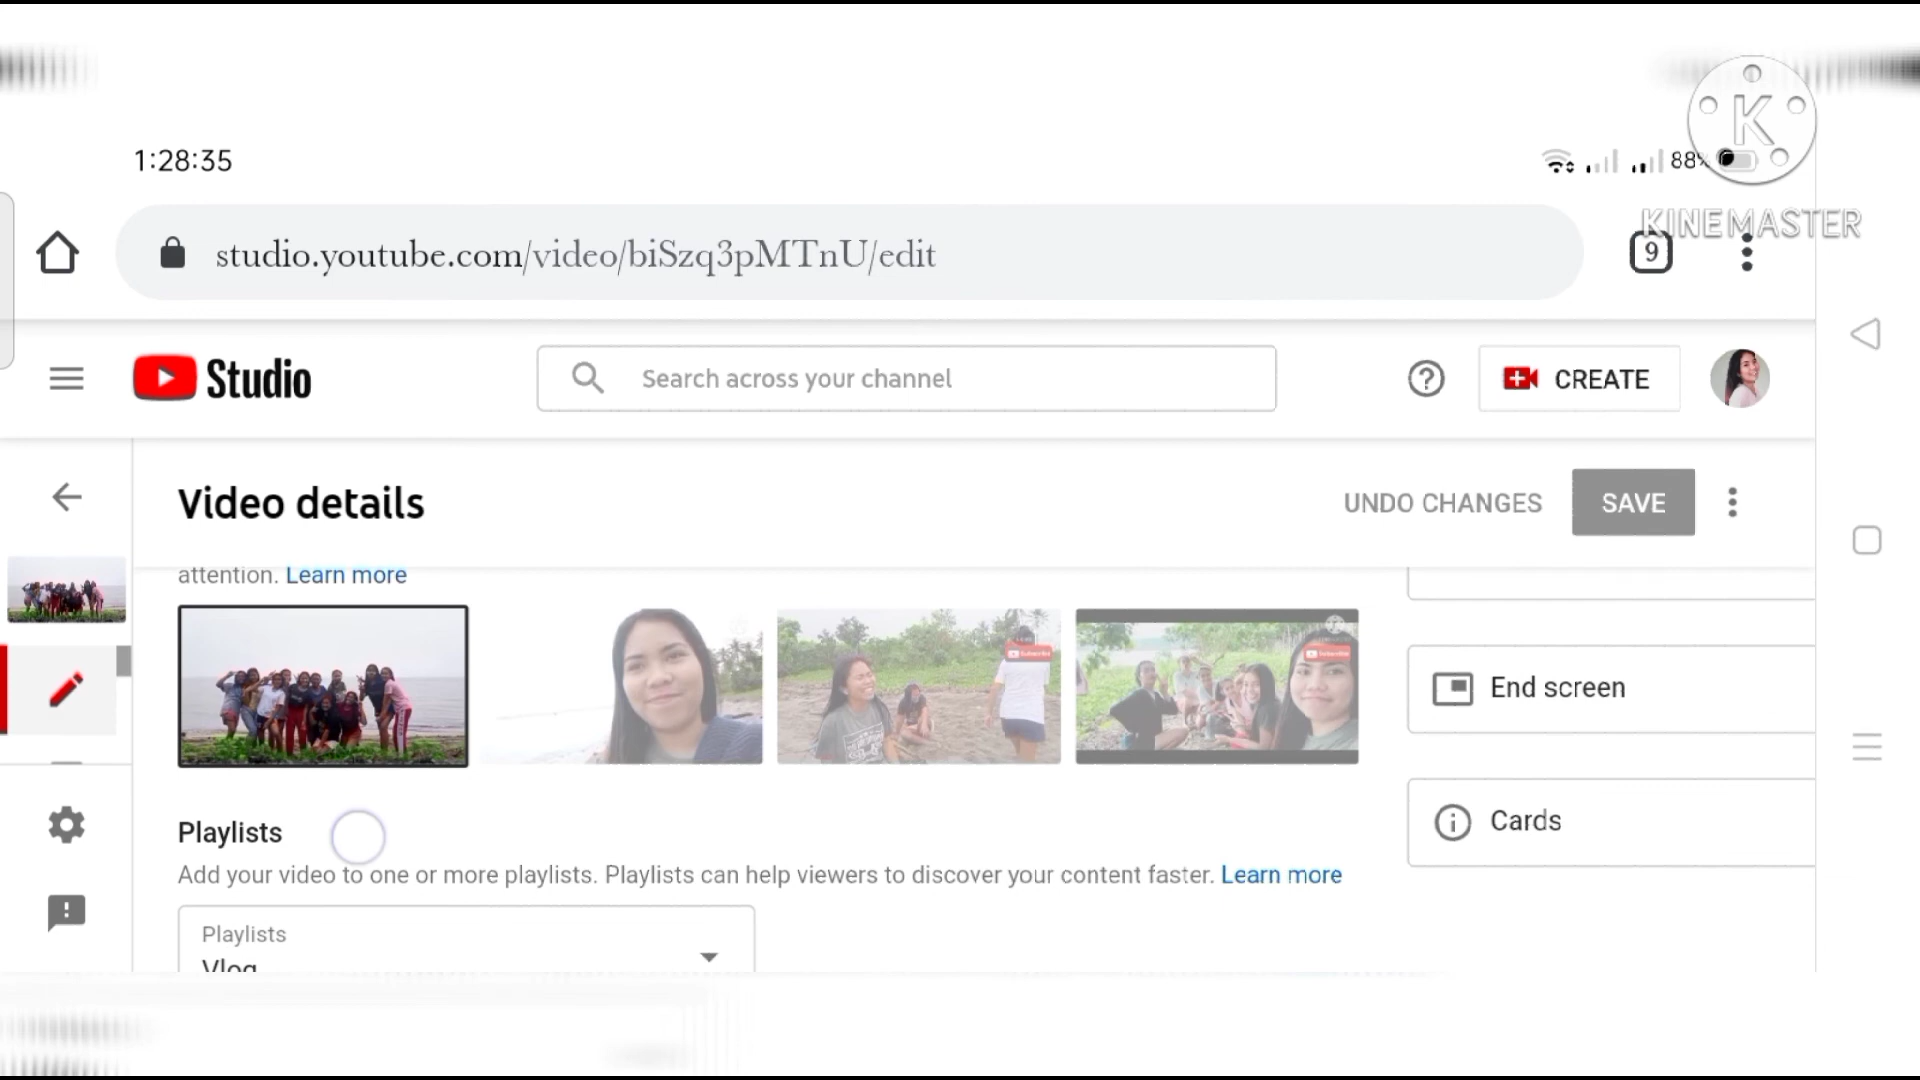 1:28:35
88%
KINEMASTER
studio.youtube.com/video/biSzq3pMTnU/edit
9
Studio
Search across your channel
CREATE
Video details
UNDO CHANGES
SAVE
attention. Learn more
End screen
Playlists
Cards
Add your video to one or more playlists. Playlists can help viewers to discover your content faster. Learn more
Playlists
Vlog